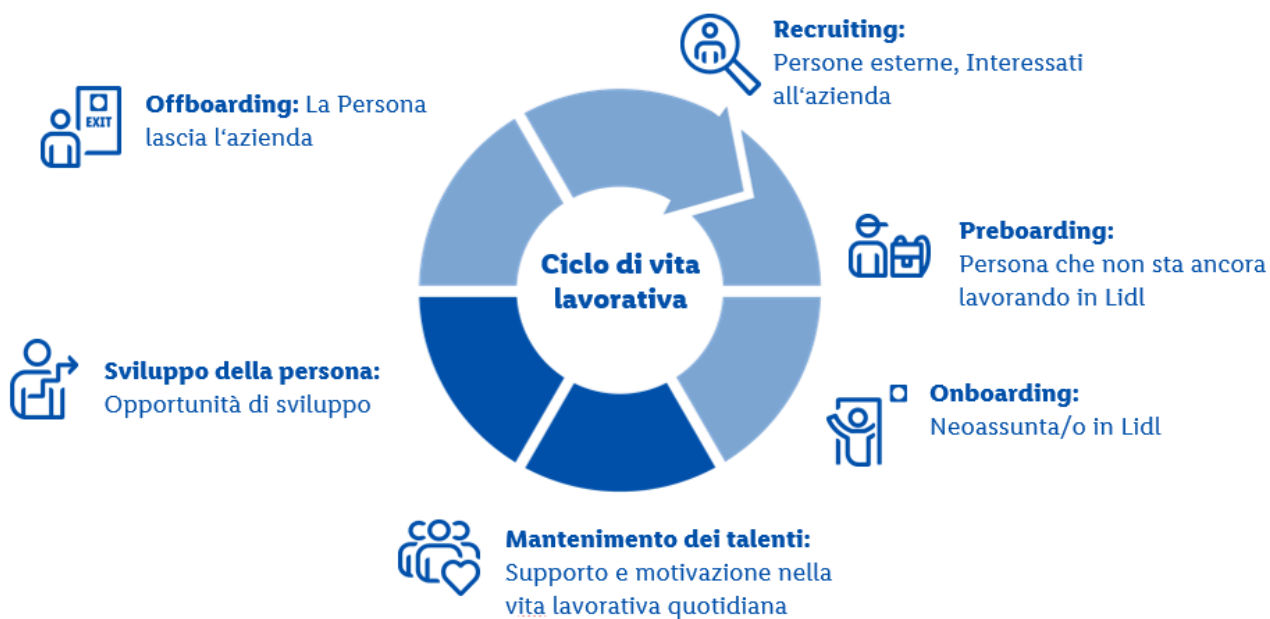 Recruiting:
Persone esterne, Interessati
all‘azienda
Offboarding: La Persona
lascia l‘azienda
EXIT
Ciclo di vita
lavorativa
Preboarding:
Persona che non sta ancora
lavorando in Lidl
Sviluppo della persona:
Opportunità di sviluppo
Onboarding:
Neoassunta/o in Lidl
Mantenimento dei talenti:
Supporto e motivazione nella
vita lavorativa quotidiana